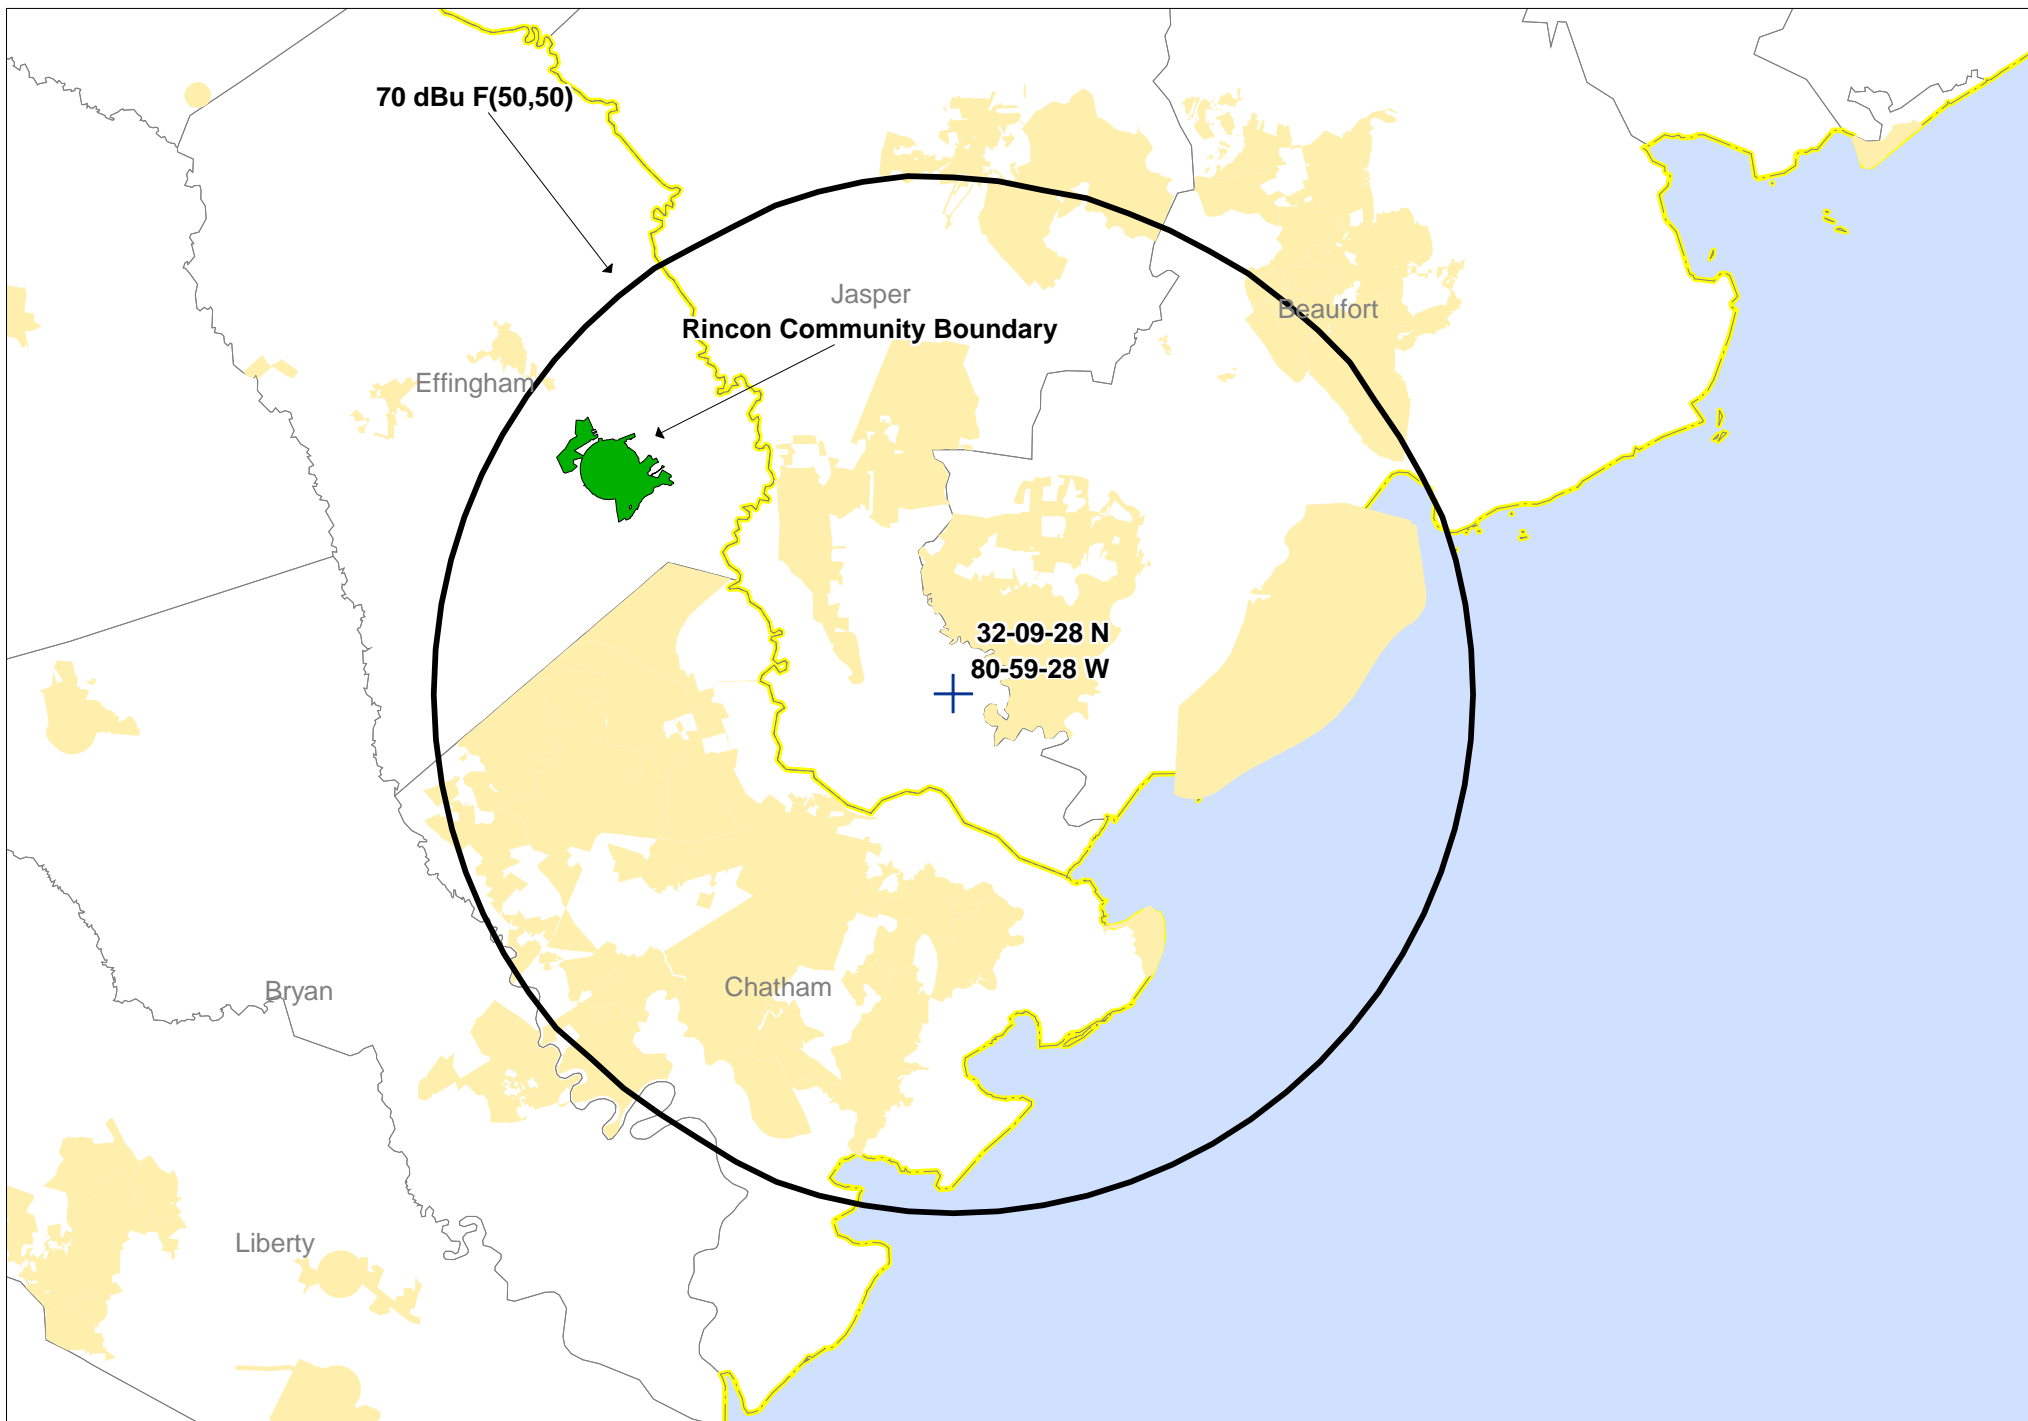 70 dBu F(50,50)
Jasper
Beaufort
Rincon Community Boundary
Effingham
32-09-28 N
80-59-28 W
Chatham
Bryan
Liberty